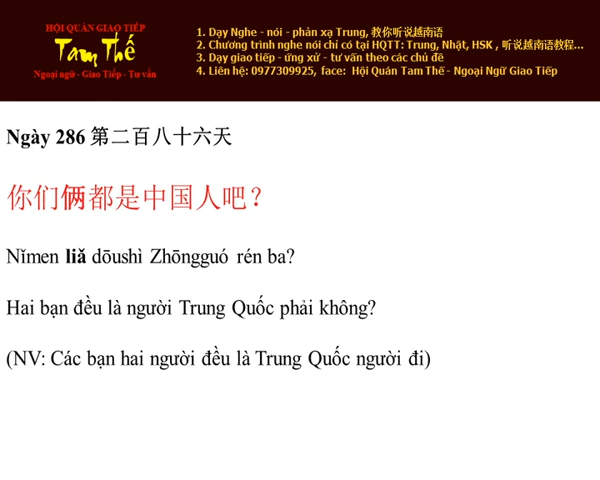 HỘI QUÁN GIAO TIẾP
Tam Thế
Ngoại ngữ - Giao Tiếp - Tư vấn
1. Dạy Nghe - nói - phản xạ Trung, 教你听说越南语
2. Chương trình nghe nói chỉ có tại HQTT: Trung, Nhật, HSK , 听说越南语教程...
3. Dạy giao tiếp - ứng xử - tư vấn theo các chủ đề
4. Liên hệ: 0977309925, face: Hội Quán Tam Thế - Ngoại Ngữ Giao Tiếp
Ngày 286 第二百八十六天
你们俩都是中国人吧？
Nǐmen liǎ dōushì Zhōngguó rén ba?
Hai bạn đều là người Trung Quốc phải không?
(NV: Các bạn hai người đều là Trung Quốc người đi)